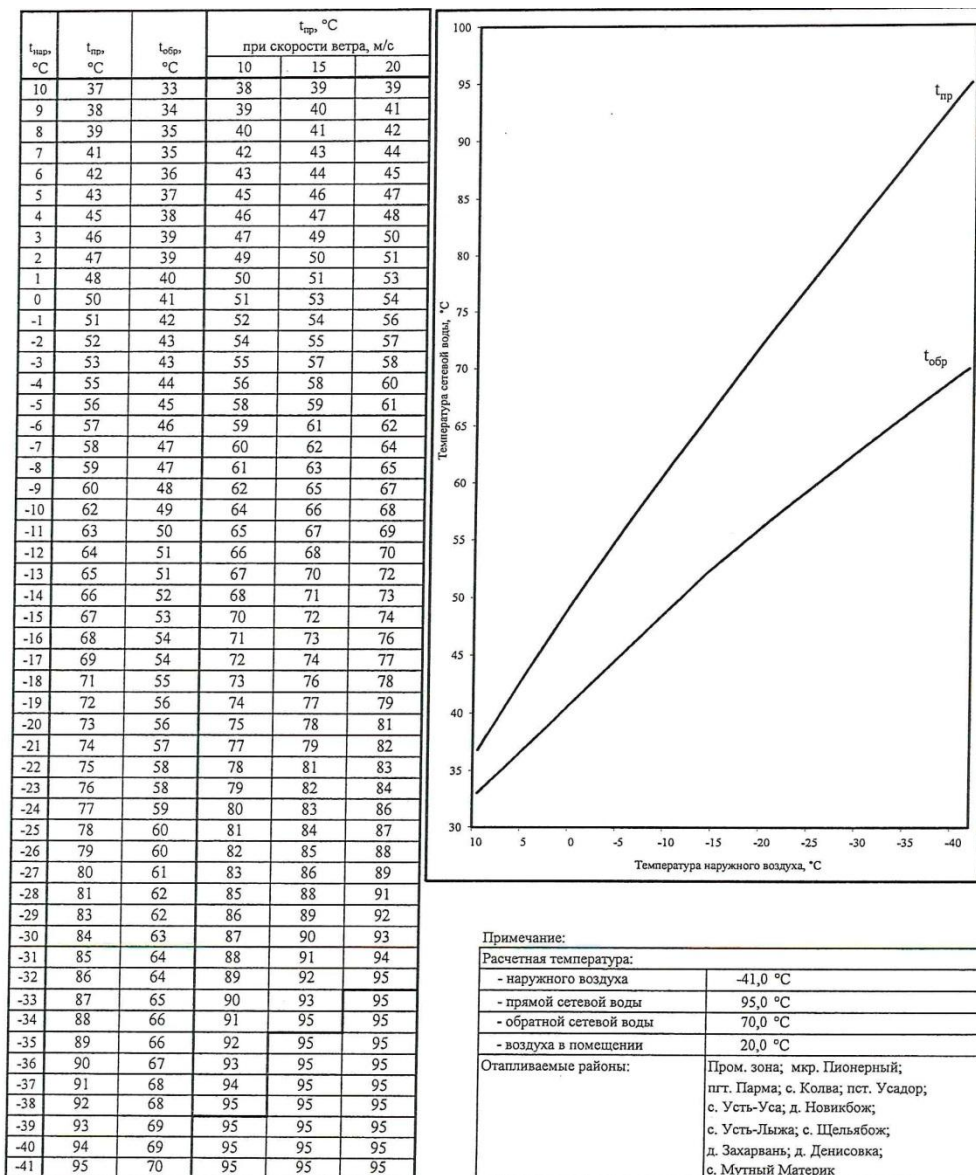 tнар, °C tпр, °C tобр, °C tпр, °C при скорости ветра, м/с
10 15 20
10 37 33 38 39 39
9 38 34 39 40 41
8 39 35 40 41 42
7 41 35 42 43 44
6 42 36 43 44 45
5 43 37 45 46 47
4 45 38 46 47 48
3 46 39 47 49 50
2 47 39 49 50 51
1 48 40 50 51 53
0 50 41 51 53 54
-1 51 42 52 54 56
-2 52 43 54 55 57
-3 53 43 55 57 58
-4 55 44 56 58 60
-5 56 45 58 59 61
-6 57 46 59 61 62
-7 58 47 60 62 64
-8 59 47 61 63 65
-9 60 48 62 65 67
-10 62 49 64 66 68
-11 63 50 65 67 69
-12 64 51 66 68 70
-13 65 51 67 70 72
-14 66 52 68 71 73
-15 67 53 70 72 74
-16 68 54 71 73 76
-17 69 54 72 74 77
-18 71 55 73 76 78
-19 72 56 74 77 79
-20 73 56 75 78 81
-21 74 57 77 79 82
-22 75 58 78 81 83
-23 76 58 79 82 84
-24 77 59 80 83 86
-25 78 60 81 84 87
-26 79 60 82 85 88
-27 80 61 83 86 89
-28 81 62 85 88 91
-29 83 62 86 89 92
-30 84 63 87 90 93
-31 85 64 88 91 94
-32 86 64 89 92 95
-33 87 65 90 93 95
-34 88 66 91 95 95
-35 89 66 92 95 95
-36 90 67 93 95 95
-37 91 68 94 95 95
-38 92 68 95 95 95
-39 93 69 95 95 95
-40 94 69 95 95 95
-41 95 70 95 95 95
Температура сетевой воды, °C
100
95
90
85
80
75
70
65
60
55
50
45
40
35
30
tпр
tобр
10 5 0 -5 -10 -15 -20 -25 -30 -35 -40
Температура наружного воздуха, °C
Примечание:
Расчетная температура:
- наружного воздуха -41,0 °C
- прямой сетевой воды 95,0 °C
- обратной сетевой воды 70,0 °C
- воздуха в помещении 20,0 °C
Отапливаемые районы: Пром. зона; мкр. Пионерный;
пгт. Парма; с. Колва; пст. Усадор;
с. Усть-Уса; д. Новикбож;
с. Усть-Лыжа; с. Щельябож;
д. Захарвань; д. Денисовка;
с. Мутный Материк